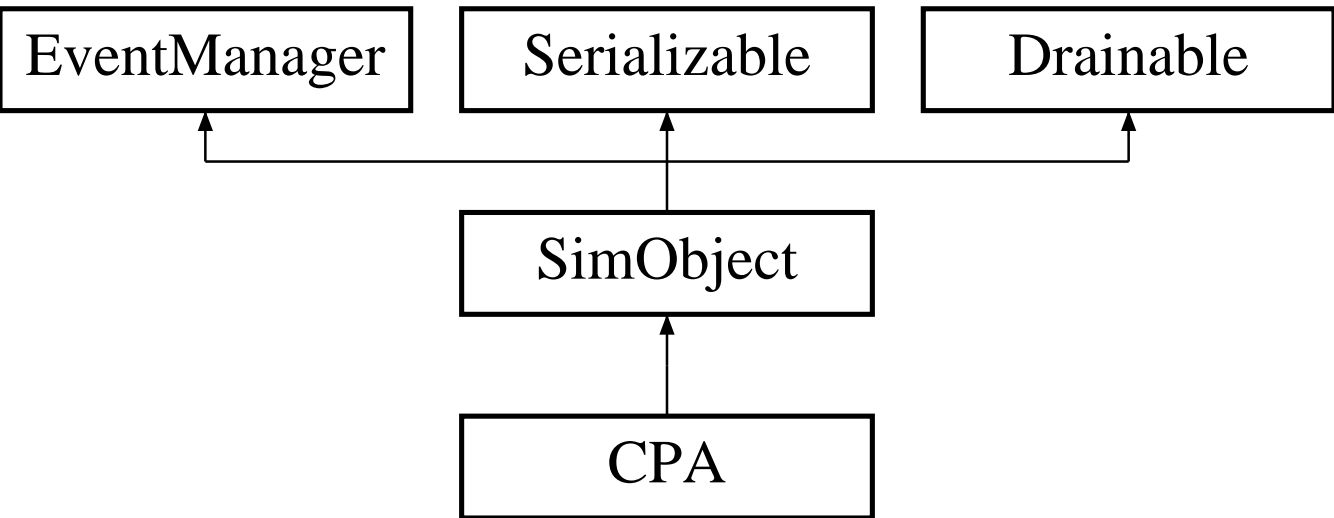 EventManager
Serializable
Drainable
SimObject
CPA